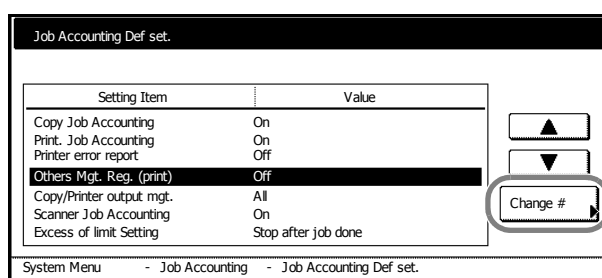 Job Accounting Def set.
Setting Item Value
Copy Job Accounting On
Print. Job Accounting On
Printer error report Off
Others Mgt. Reg. (print) Off
Copy/Printer output mgt. All
Scanner Job Accounting On
Excess of limit Setting Stop after job done
Change #
System Menu - Job Accounting - Job Accounting Def set.